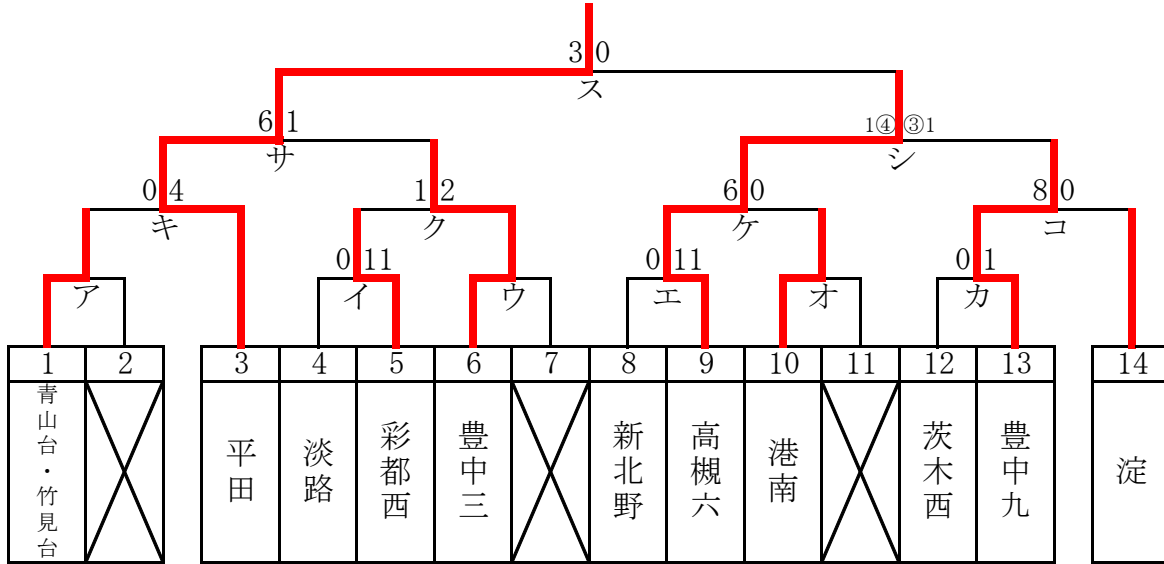 3 0
ス
6 1
1④ ③1
サ
シ
0 4
1 2
6 0
8 0
キ
ク
ケ
コ
0 11
0 11
0 1
ア
イ
ウ
エ
オ
カ
1 2 3 4 5 6 7 8 9 10 11 12 13 14
青山台・竹見台
平田
淡路
彩都西
豊中三
新北野
高槻六
港南
茨木西
豊中九
淀